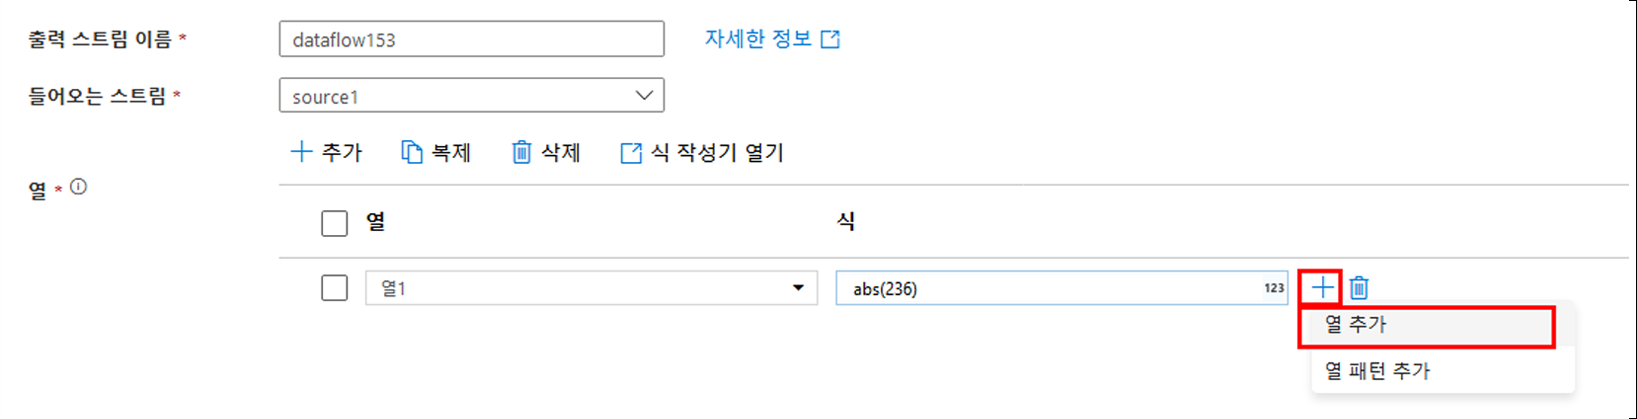 출력 스트림 이름 * dataflow153 자세한 정보
들어오는 스트림 * source1
+ 추가 복제 삭제 식 작성기 열기
열 *
열 식
열1 abs(236) 123
열 추가
열 패턴 추가